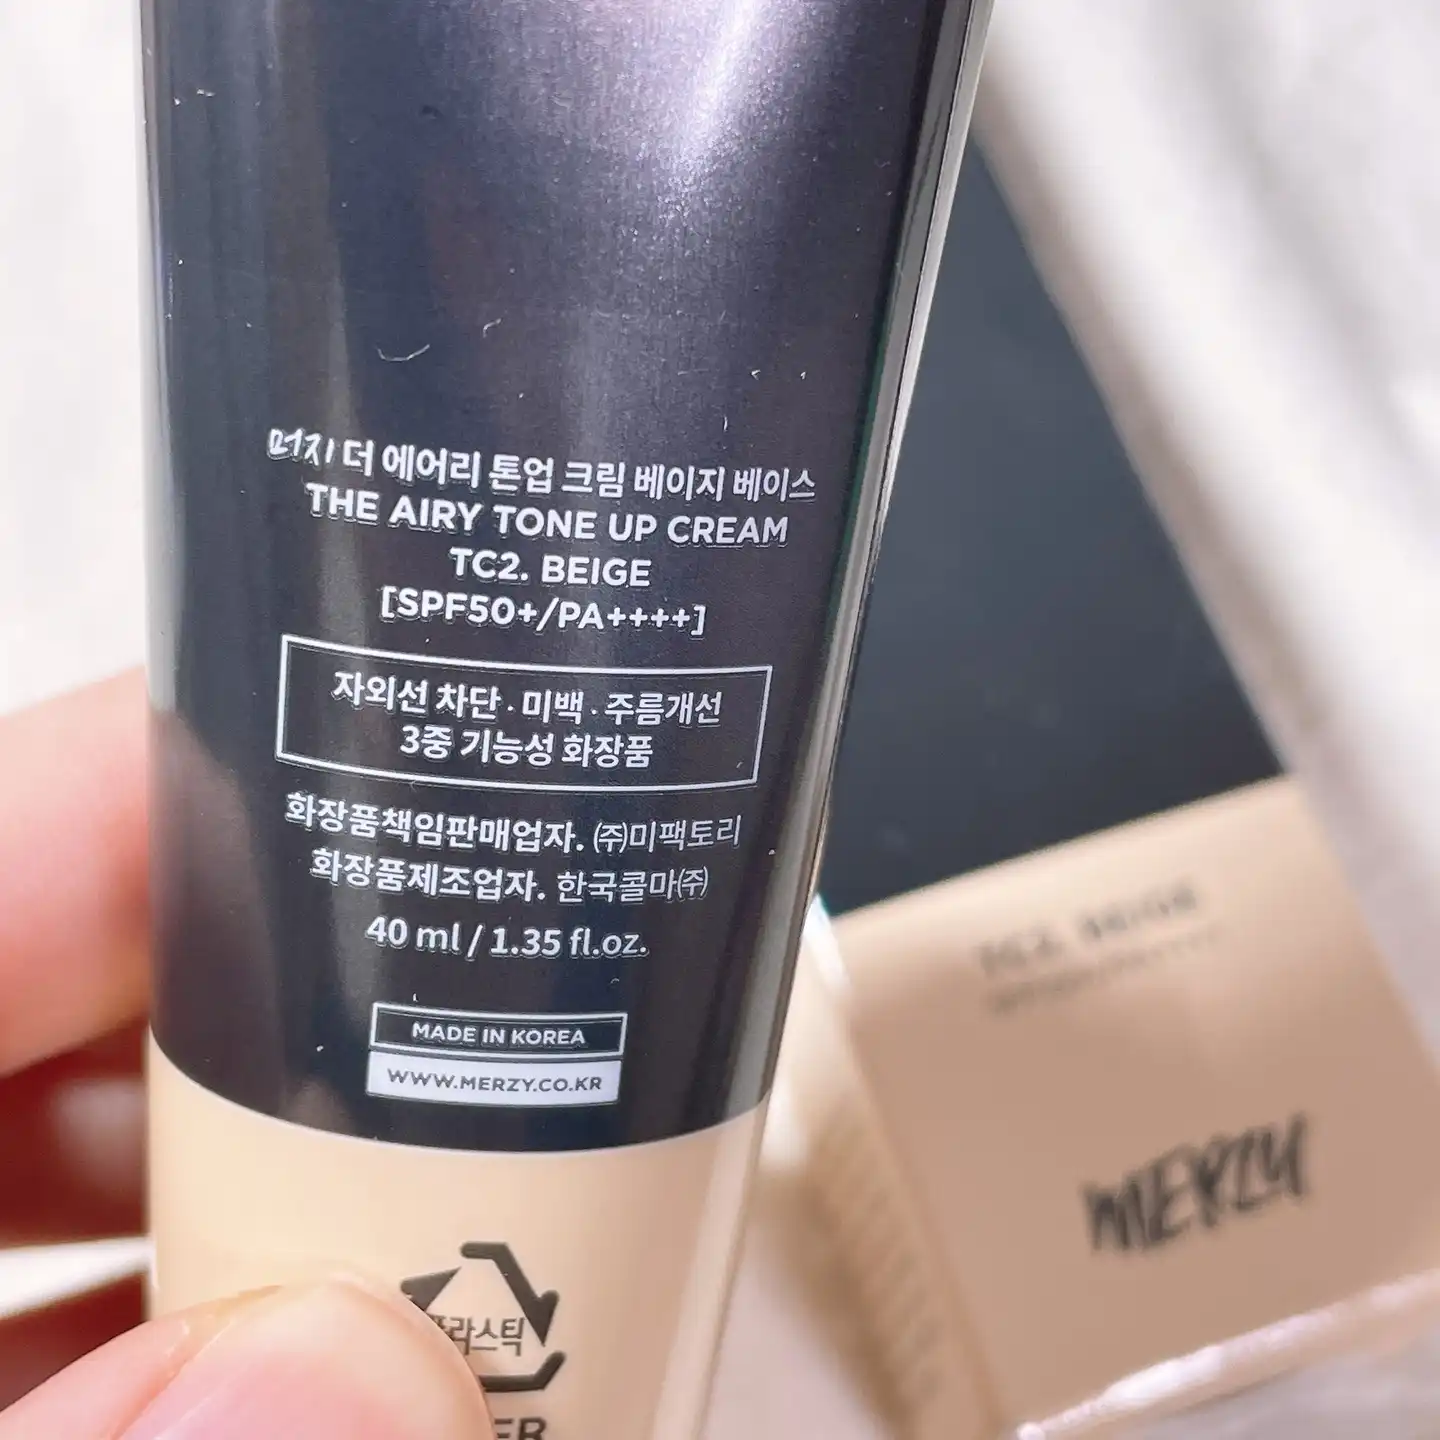 머지 더 에어리 톤업 크림 베이지 베이스
THE AIRY TONE UP CREAM
TC2. BEIGE
[SPF50+/PA++++]
자외선 차단·미백·주름개선
3중 기능성 화장품
화장품책임판매업자. ㈜미팩토리
화장품제조업자. 한국콜마㈜
40 ml / 1.35 fl.oz.
MADE IN KOREA
WWW.MERZY.CO.KR
TC2. BEIGE
MERZY